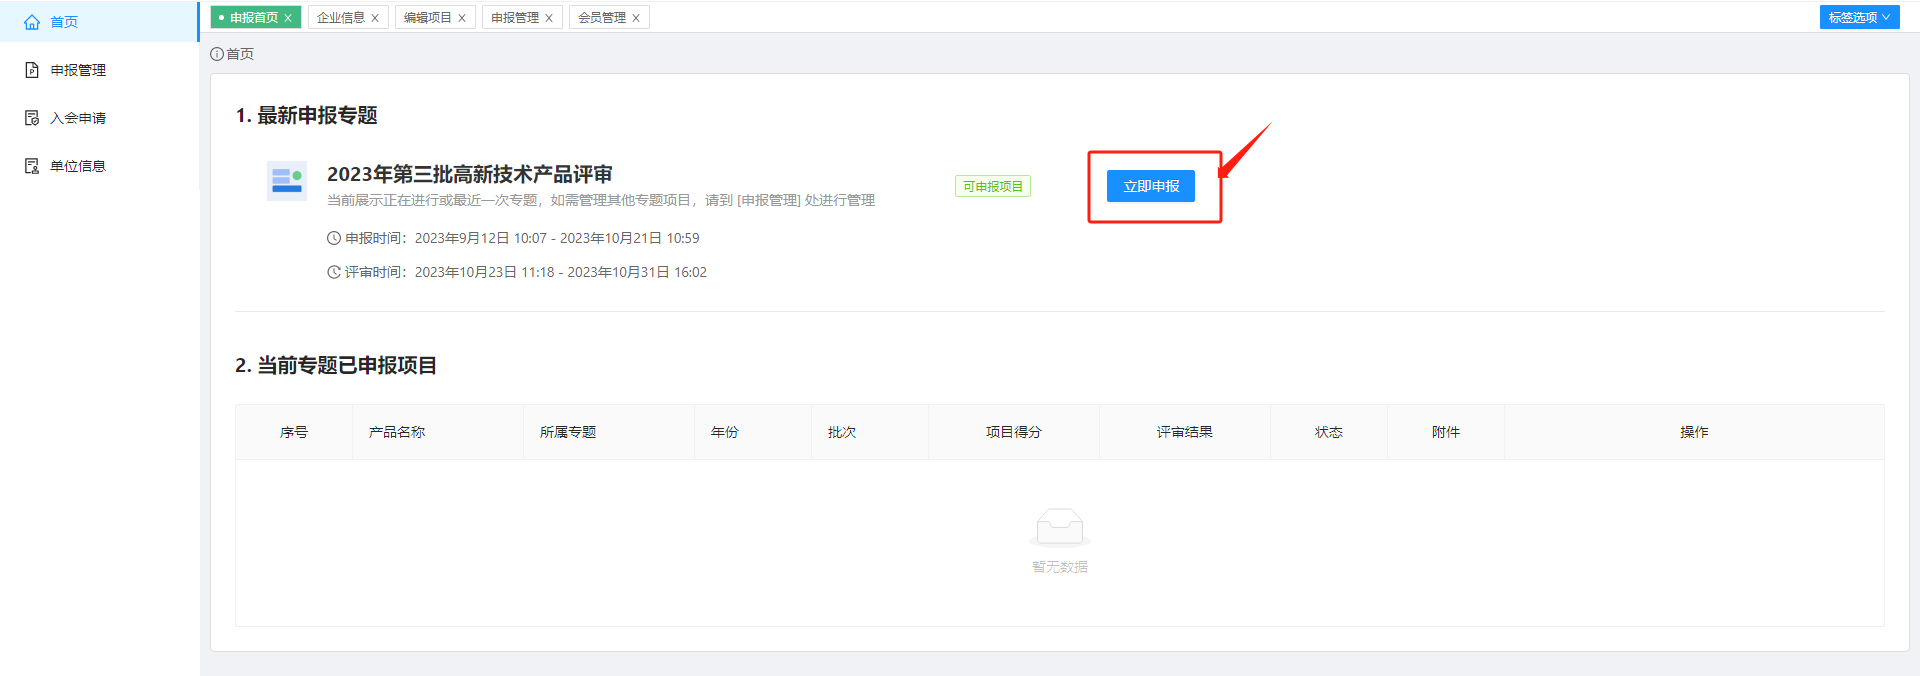 首页
申报管理
入会申请
单位信息
申报首页 企业信息 编辑项目 申报管理 会员管理 标签选项
首页
1. 最新申报专题
2023年第三批高新技术产品评审
当前展示正在进行或最近一次专题，如需管理其他专题项目，请到 [申报管理] 处进行管理
可申报项目
立即申报
申报时间：2023年9月12日 10:07 - 2023年10月21日 10:59
评审时间：2023年10月23日 11:18 - 2023年10月31日 16:02
2. 当前专题已申报项目
序号 产品名称 所属专题 年份 批次 项目得分 评审结果 状态 附件 操作
暂无数据